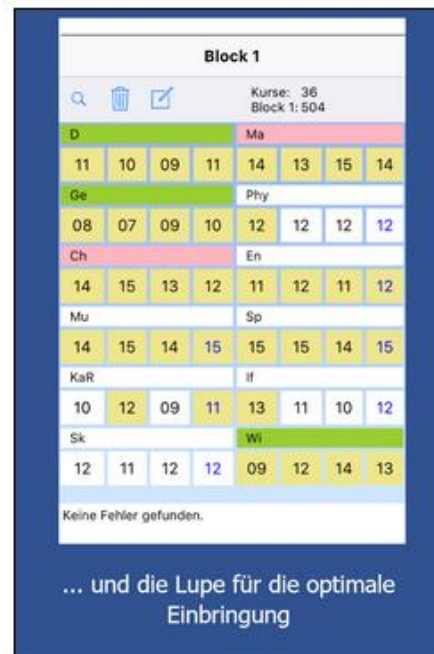 Block 1
Kurse: 36
Block 1: 504
D Ma
11 10 09 11 14 13 15 14
Ge Phy
08 07 09 10 12 12 12 12
Ch En
14 15 13 12 11 12 11 12
Mu Sp
14 15 14 15 15 15 14 15
KaR If
10 12 09 11 13 11 10 12
Sk Wi
12 11 12 12 09 12 14 13
Keine Fehler gefunden.
... und die Lupe für die optimale
Einbringung